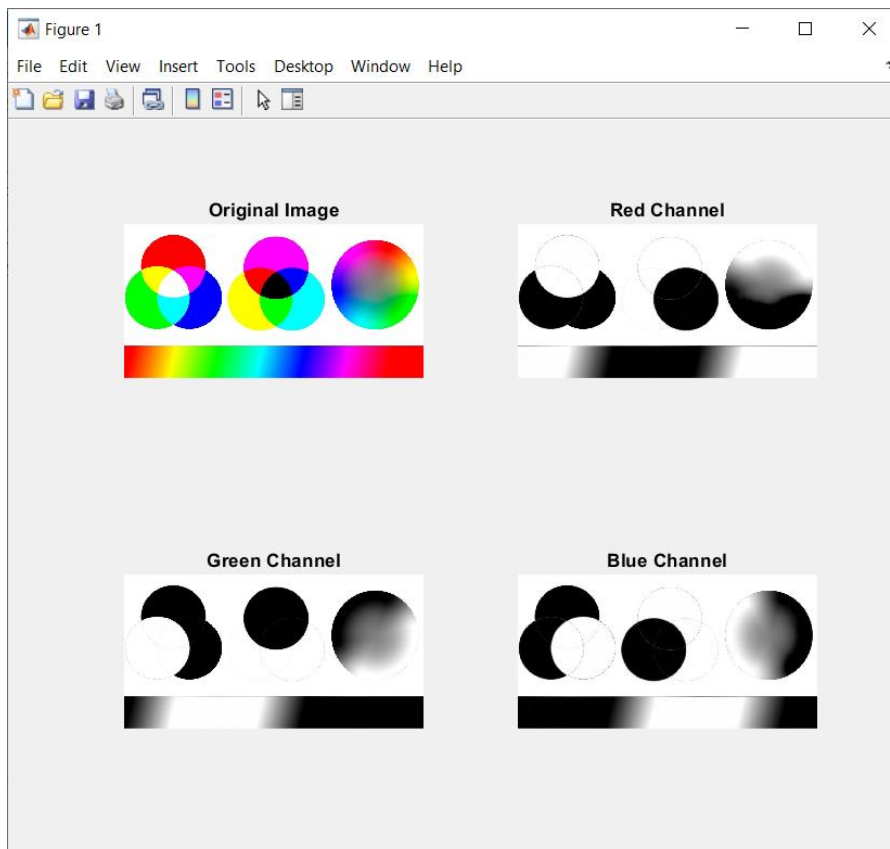 Figure 1
File Edit View Insert Tools Desktop Window Help
Original Image
Red Channel
Green Channel
Blue Channel